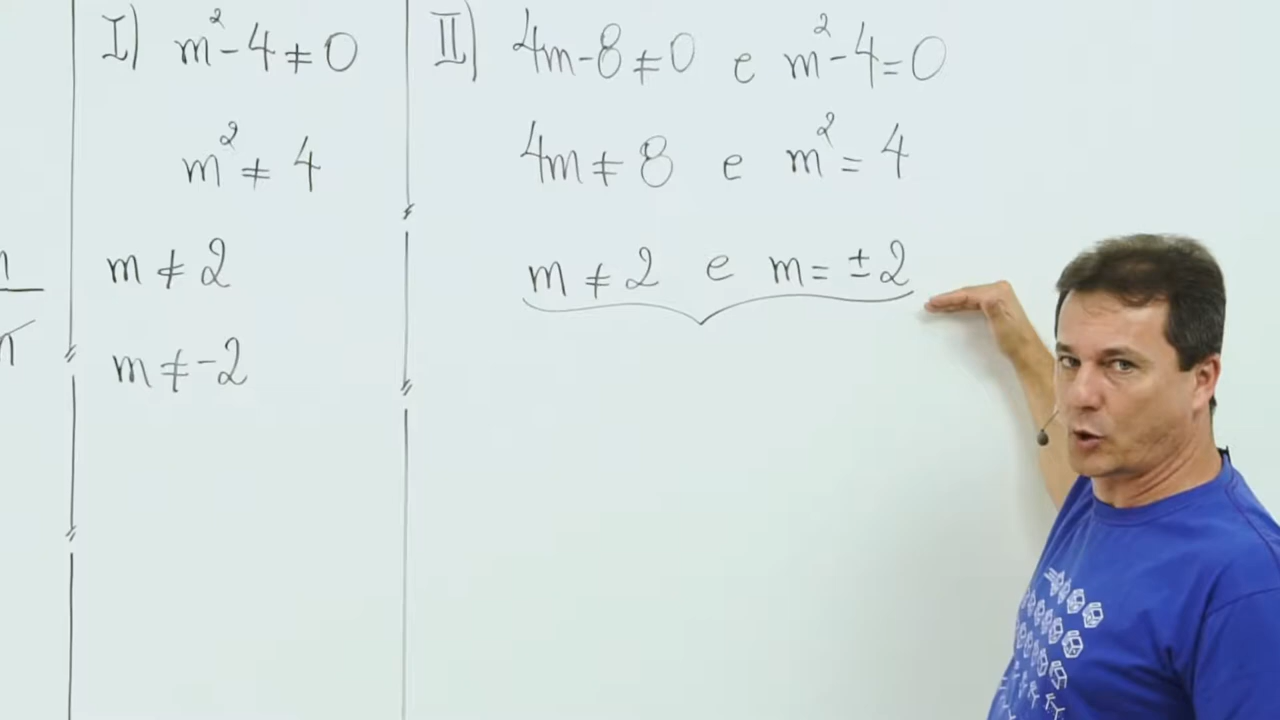 I) m² - 4 ≠ 0
m² ≠ 4
m ≠ 2
m ≠ -2
II) 4m - 8 ≠ 0 e m² - 4 = 0
4m ≠ 8 e m² = 4
m ≠ 2 e m = ±2